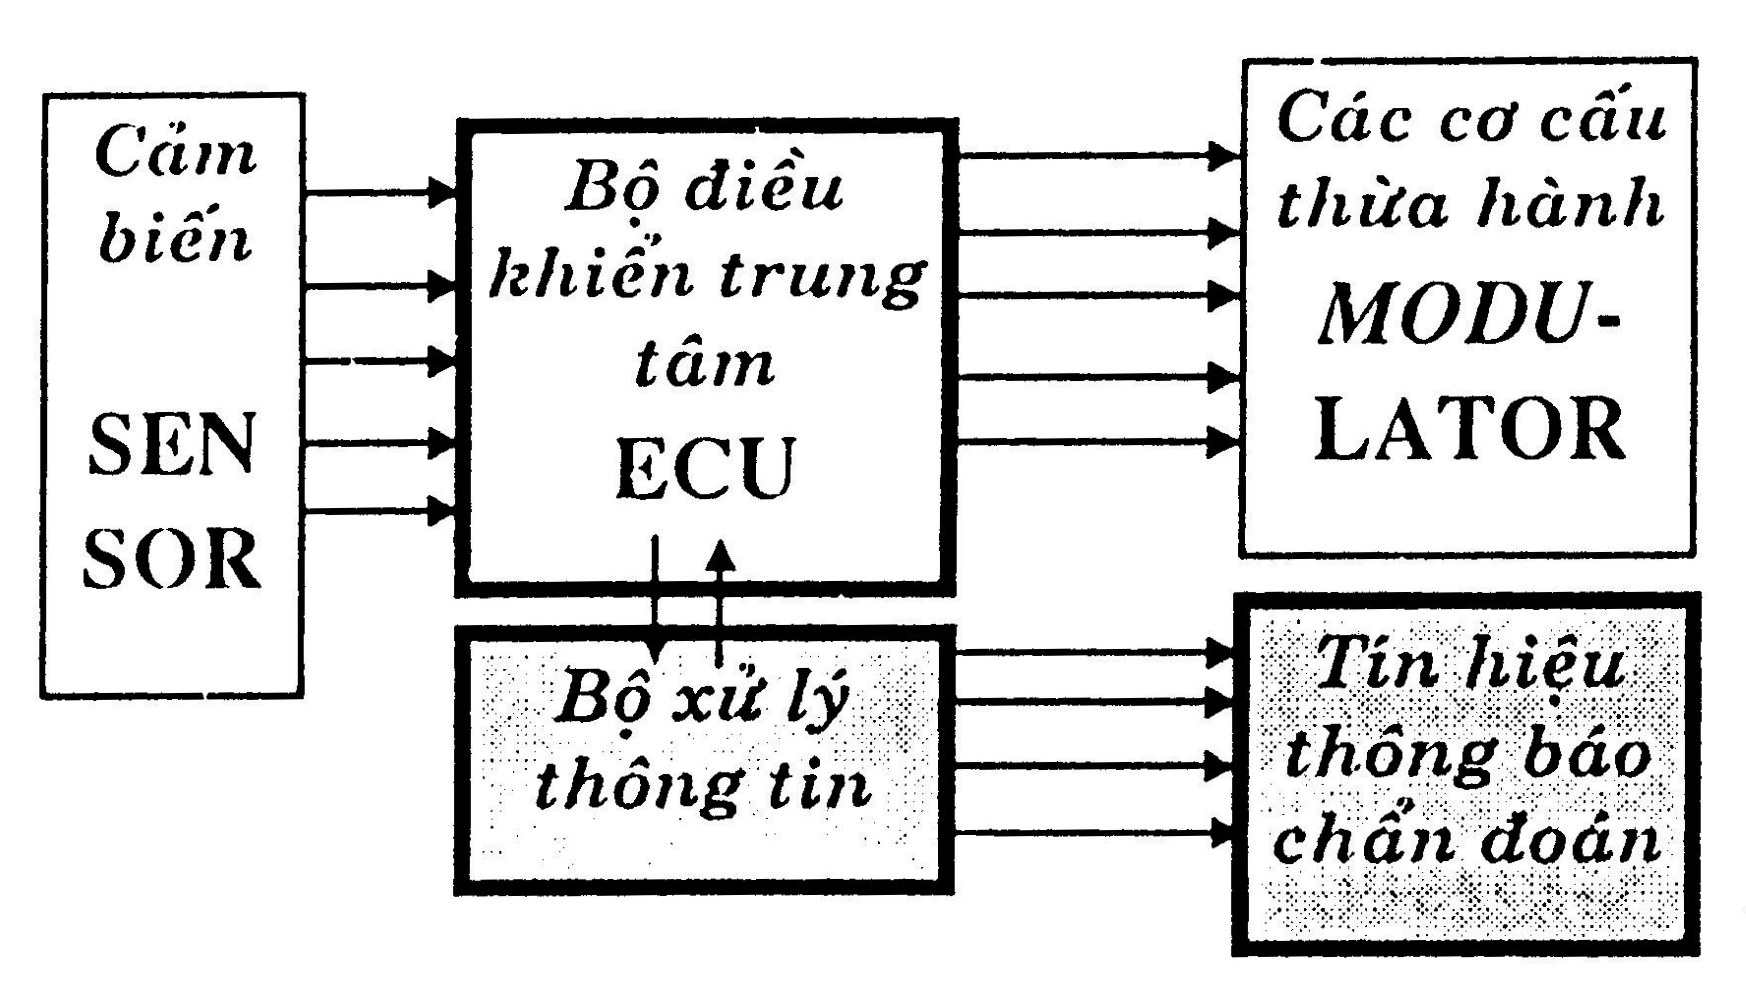 Cảm
biến
SEN
SOR
Bộ điều
khiển trung
tâm
ECU
Các cơ cấu
thừa hành
MODU-
LATOR
Bộ xử lý
thông tin
Tín hiệu
thông báo
chẩn đoán